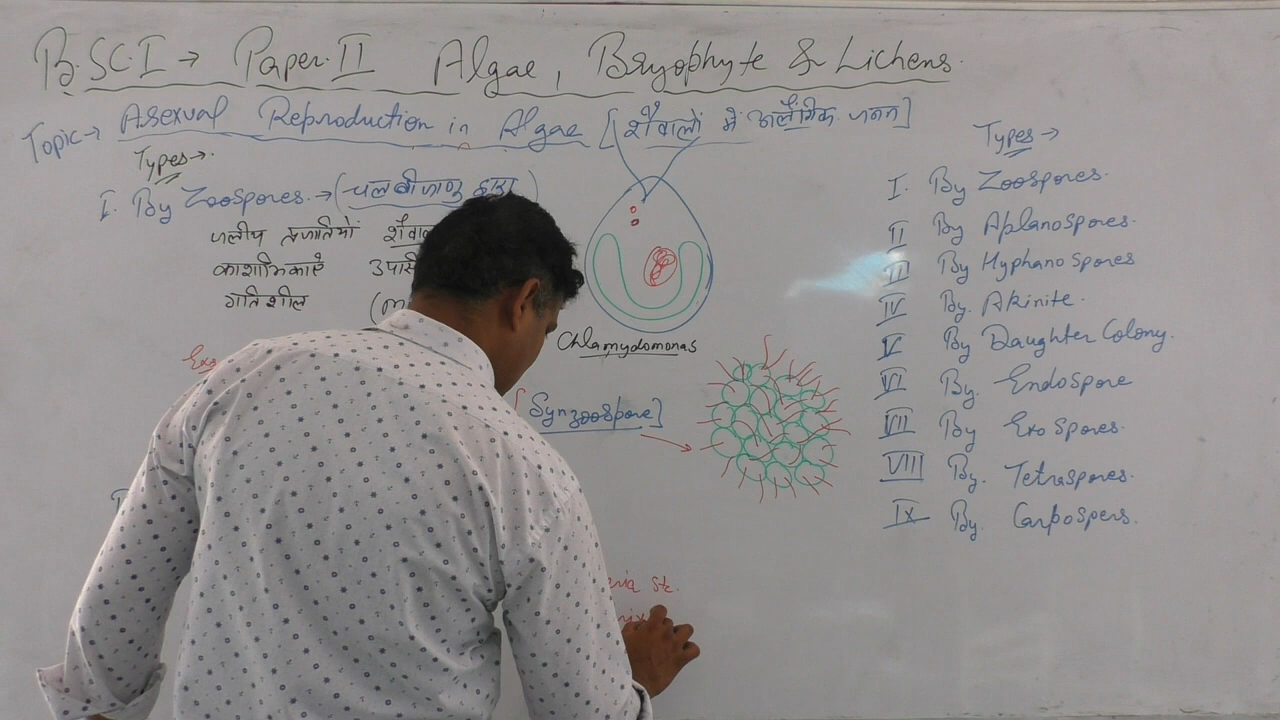 B.SC.I → Paper.II Algae, Bryophyte & Lichens.
Topic→ Asexual Reproduction in Algae [शैवालों में अलैंगिक जनन]
Types→
I. By Zoospores.→(चलबीजाणु द्वारा)
जलीय प्रजातियों
गतिशील
Chlamydomonas
[Synzoospore]
Types→
I. By Zoospores.
II By Aplanospores.
III By Hyphanospores
IV By. Akinite.
V By Daughter Colony.
VI By. Endospore
VII By Exospores.
VIII By. Tetraspores.
IX By. Carpospers.